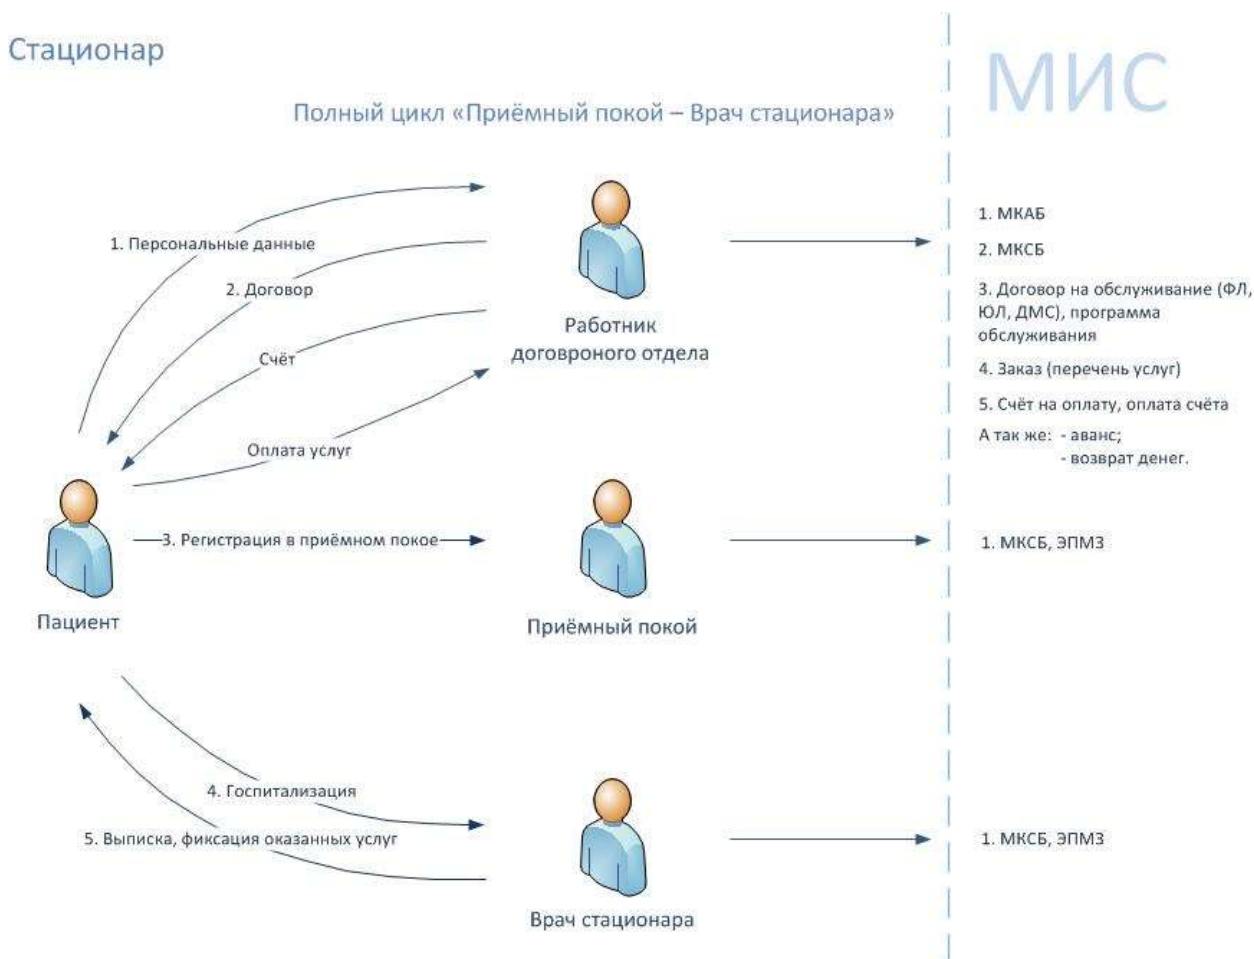 Стационар
МИС
Полный цикл «Приёмный покой – Врач стационара»
1. Персональные данные
2. Договор
Счёт
Оплата услуг
Работник
договроного отдела
1. МКАБ
2. МКСБ
3. Договор на обслуживание (ФЛ,
ЮЛ, ДМС), программа
обслуживания
4. Заказ (перечень услуг)
5. Счёт на оплату, оплата счёта
А так же: - аванс;
- возврат денег.
3. Регистрация в приёмном покое
Пациент
Приёмный покой
1. МКСБ, ЭПМЗ
4. Госпитализация
5. Выписка, фиксация оказанных услуг
Врач стационара
1. МКСБ, ЭПМЗ